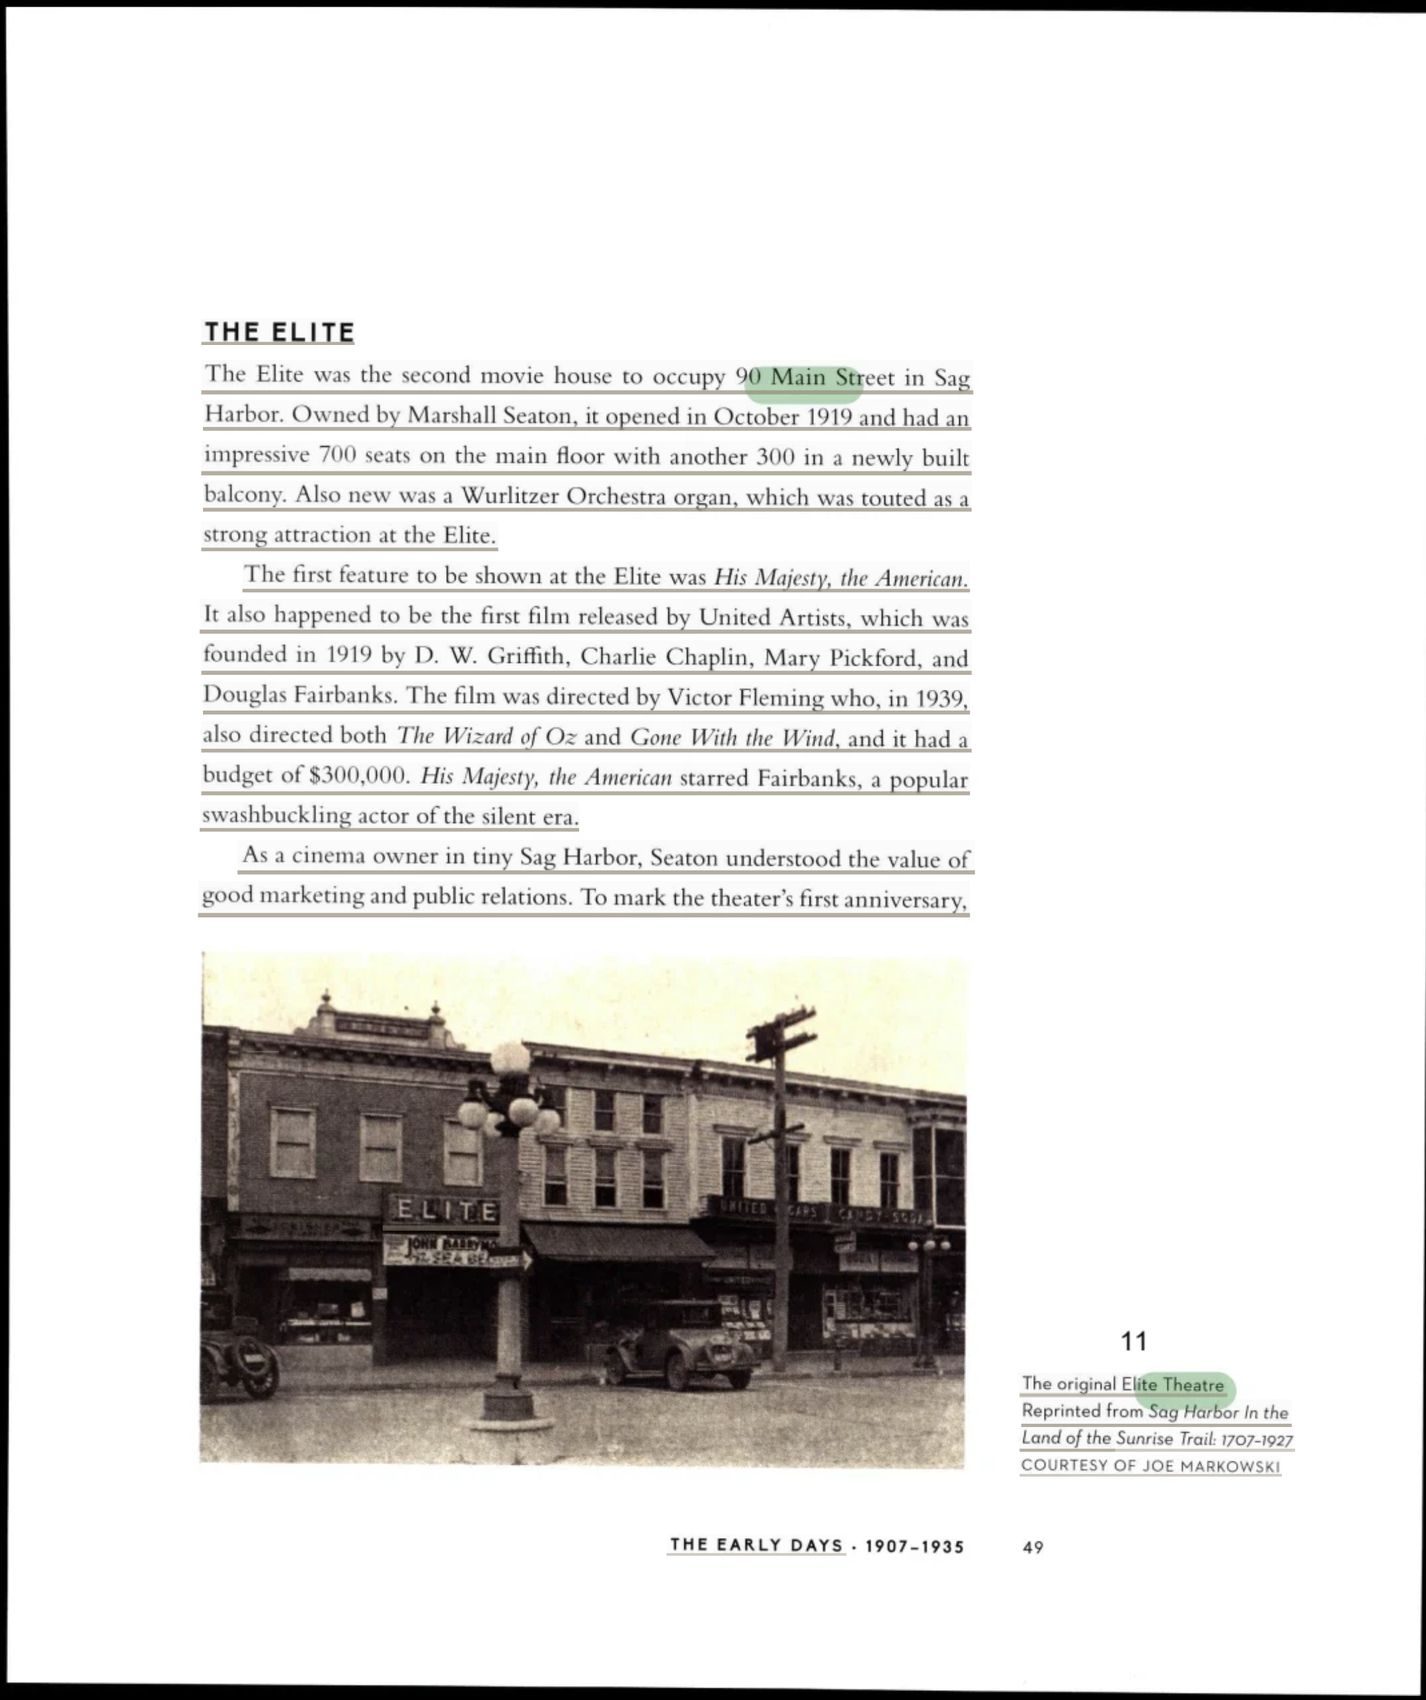 THE ELITE
The Elite was the second movie house to occupy 90 Main Street in Sag
Harbor. Owned by Marshall Seaton, it opened in October 1919 and had an
impressive 700 seats on the main floor with another 300 in a newly built
balcony. Also new was a Wurlitzer Orchestra organ, which was touted as a
strong attraction at the Elite.
The first feature to be shown at the Elite was His Majesty, the American.
It also happened to be the first film released by United Artists, which was
founded in 1919 by D. W. Griffith, Charlie Chaplin, Mary Pickford, and
Douglas Fairbanks. The film was directed by Victor Fleming who, in 1939,
also directed both The Wizard of Oz and Gone With the Wind, and it had a
budget of $300,000. His Majesty, the American starred Fairbanks, a popular
swashbuckling actor of the silent era.
As a cinema owner in tiny Sag Harbor, Seaton understood the value of
good marketing and public relations. To mark the theater's first anniversary,
ELITE
JOHN BARRYMO
SEA BE
UNITED CIGARS CANDY-SODA
11
The original Elite Theatre
Reprinted from Sag Harbor In the
Land of the Sunrise Trail: 1707-1927
COURTESY OF JOE MARKOWSKI
THE EARLY DAYS · 1907–1935 49